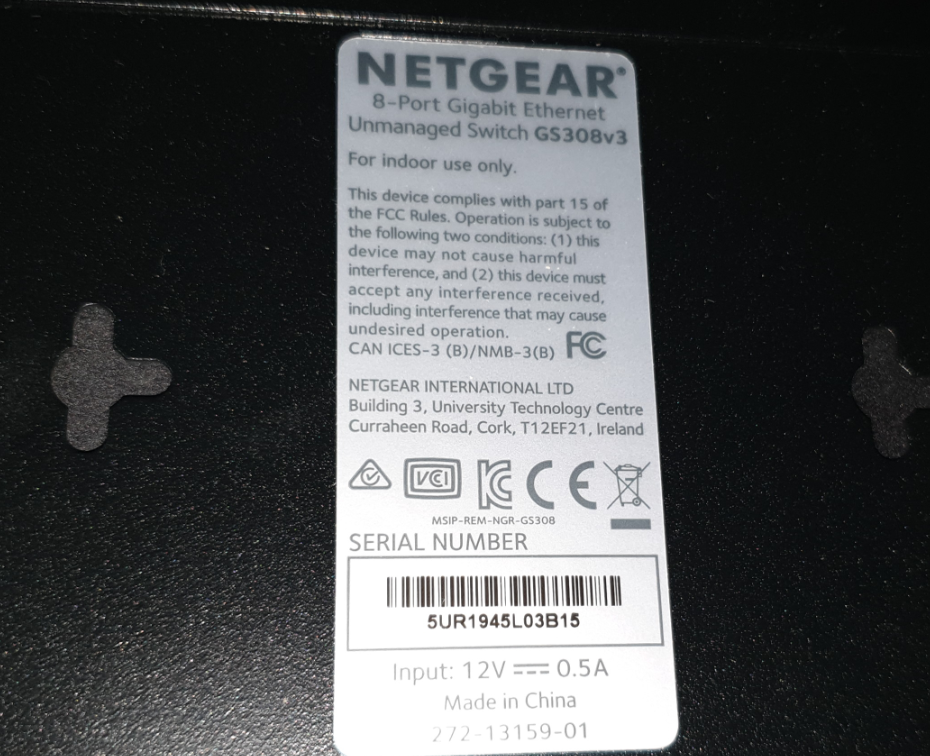 NETGEAR®
8-Port Gigabit Ethernet
Unmanaged Switch GS308v3
For indoor use only.
This device complies with part 15 of
the FCC Rules. Operation is subject to
the following two conditions: (1) this
device may not cause harmful
interference, and (2) this device must
accept any interference received,
including interference that may cause
undesired operation.
CAN ICES-3 (B)/NMB-3(B) FC
NETGEAR INTERNATIONAL LTD
Building 3, University Technology Centre
Curraheen Road, Cork, T12EF21, Ireland
VCI CE
MSIP-REM-NGR-GS308
SERIAL NUMBER
5UR1945L03B15
Input: 12V ⎓ 0.5A
Made in China
272-13159-01